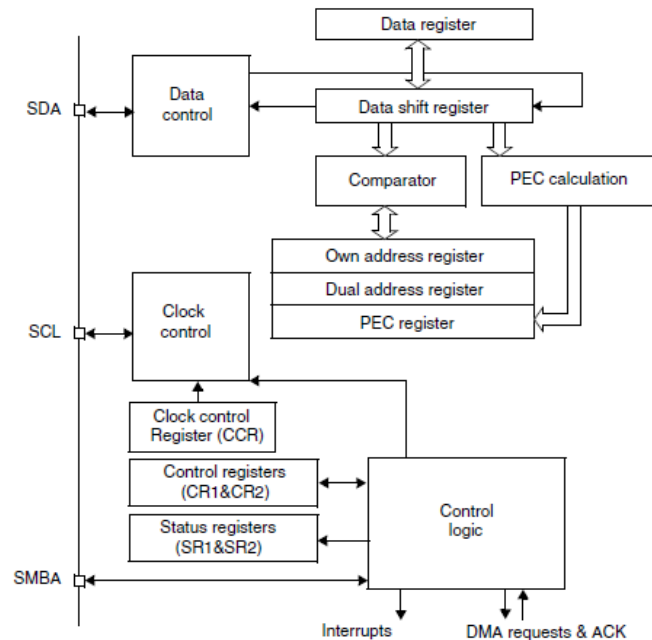 Data register
SDA
Data
control
Data shift register
Comparator
PEC calculation
Own address register
Dual address register
PEC register
SCL
Clock
control
Clock control
Register (CCR)
Control registers
(CR1&CR2)
Status registers
(SR1&SR2)
Control
logic
SMBA
Interrupts
DMA requests & ACK